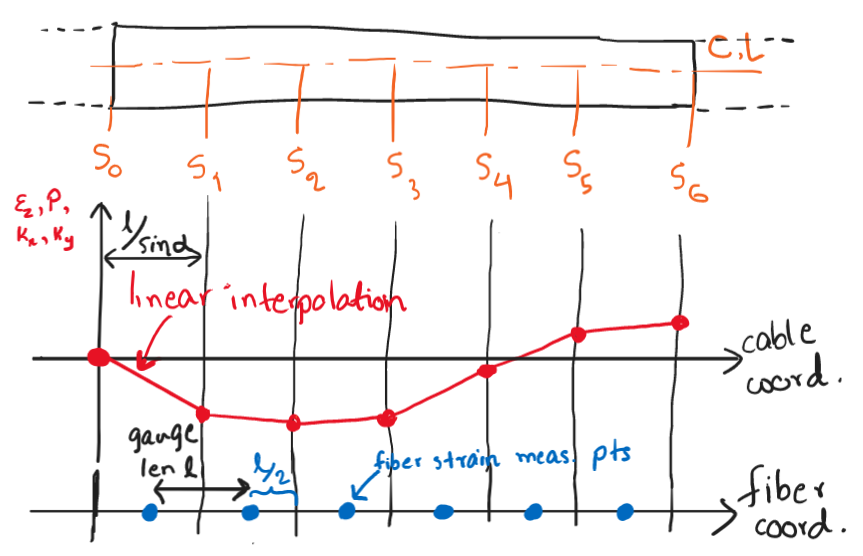 C.L
S0
S1
S2
S3
S4
S5
S6
εz, P,
Kx, Ky
l/sinα
linear interpolation
cable
coord.
gauge
len l
l/2
fiber strain meas. pts
fiber
coord.